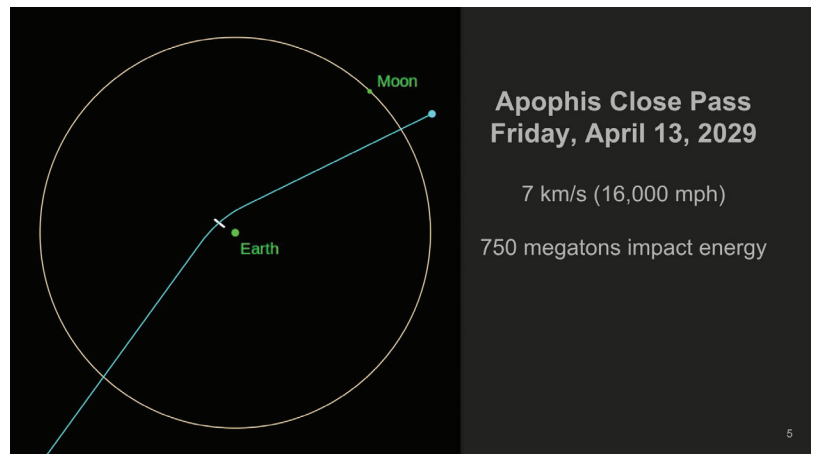 Moon
Earth
Apophis Close Pass
Friday, April 13, 2029
7 km/s (16,000 mph)
750 megatons impact energy
5